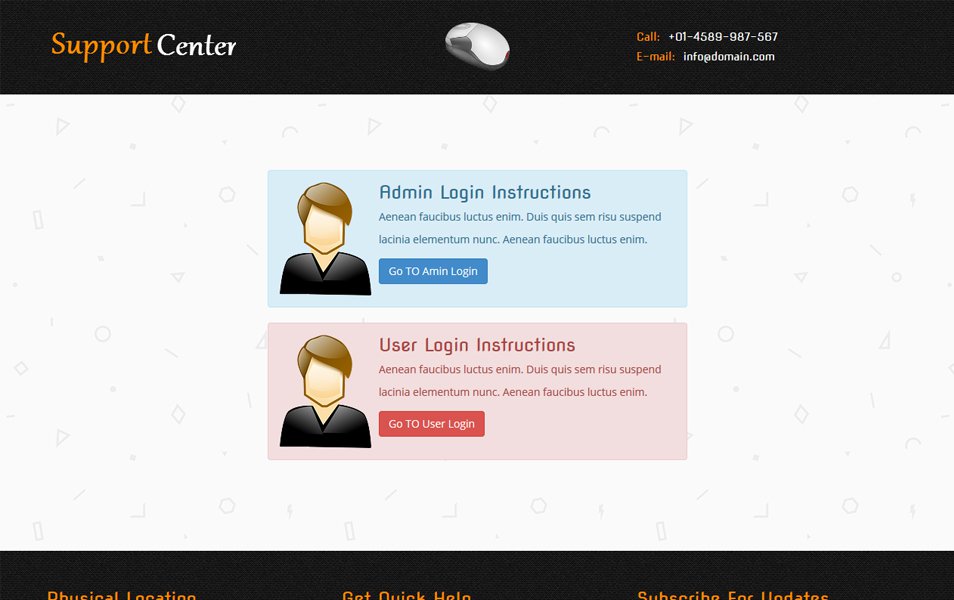 Support Center
Call: +01-4589-987-567
E-mail: info@domain.com
Admin Login Instructions
Aenean faucibus luctus enim. Duis quis sem risu suspend
lacinia elementum nunc. Aenean faucibus luctus enim.
Go TO Amin Login
User Login Instructions
Aenean faucibus luctus enim. Duis quis sem risu suspend
lacinia elementum nunc. Aenean faucibus luctus enim.
Go TO User Login
Physical Location
Get Quick Help
Subscribe For Updates